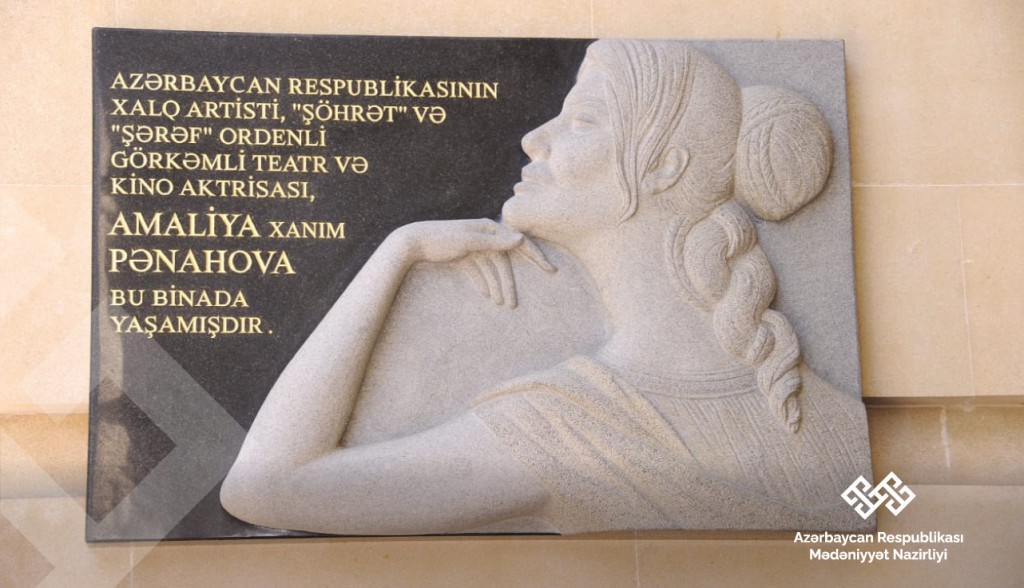 AZƏRBAYCAN RESPUBLİKASININ
XALQ ARTİSTİ, "ŞÖHRƏT" VƏ
"ŞƏRƏF" ORDENLİ
GÖRKƏMLİ TEATR VƏ
KİNO AKTRİSASI,
AMALİYA XANIM
PƏNAHOVA
BU BİNADA
YAŞAMIŞDIR.
Azərbaycan Respublikası
Mədəniyyət Nazirliyi